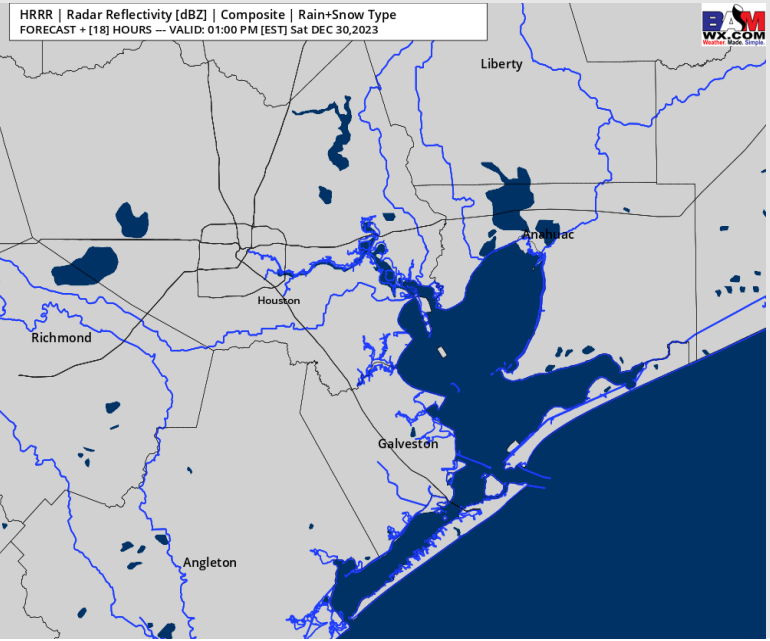 HRRR | Radar Reflectivity [dBZ] | Composite | Rain+Snow Type
FORECAST + [18] HOURS --- VALID: 01:00 PM [EST] Sat DEC 30,2023
BAM
WX.COM
Weather. Made. Simple.
Liberty
Anahuac
Houston
Richmond
Galveston
Angleton